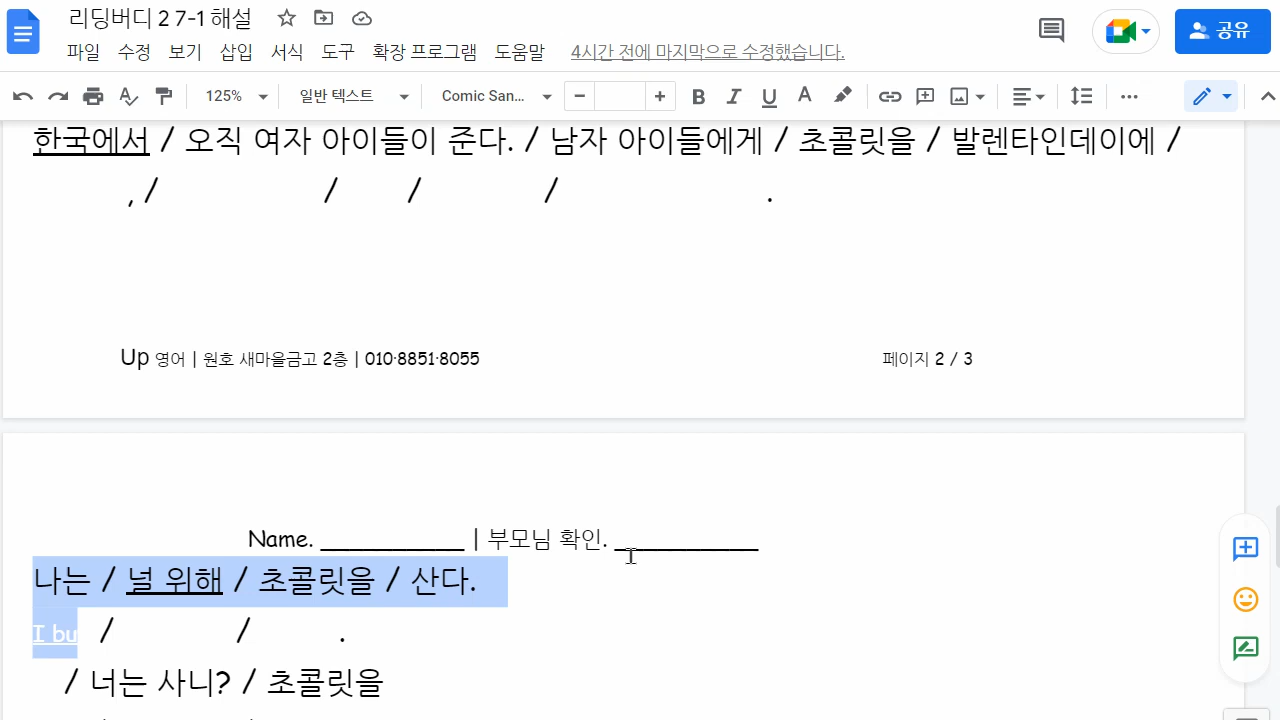 리딩버디 2 7-1 해설
파일 수정 보기 삽입 서식 도구 확장 프로그램 도움말 4시간 전에 마지막으로 수정했습니다.
공유
125% 일반 텍스트 Comic San... − + B I U A
한국에서 / 오직 여자 아이들이 준다. / 남자 아이들에게 / 초콜릿을 / 발렌타인데이에 /
, / / / / .
Up 영어 | 원호 새마을금고 2층 | 010·8851·8055 페이지 2 / 3
Name. ____________ | 부모님 확인. ____________
나는 / 널 위해 / 초콜릿을 / 산다.
I bu / / .
/ 너는 사니? / 초콜릿을